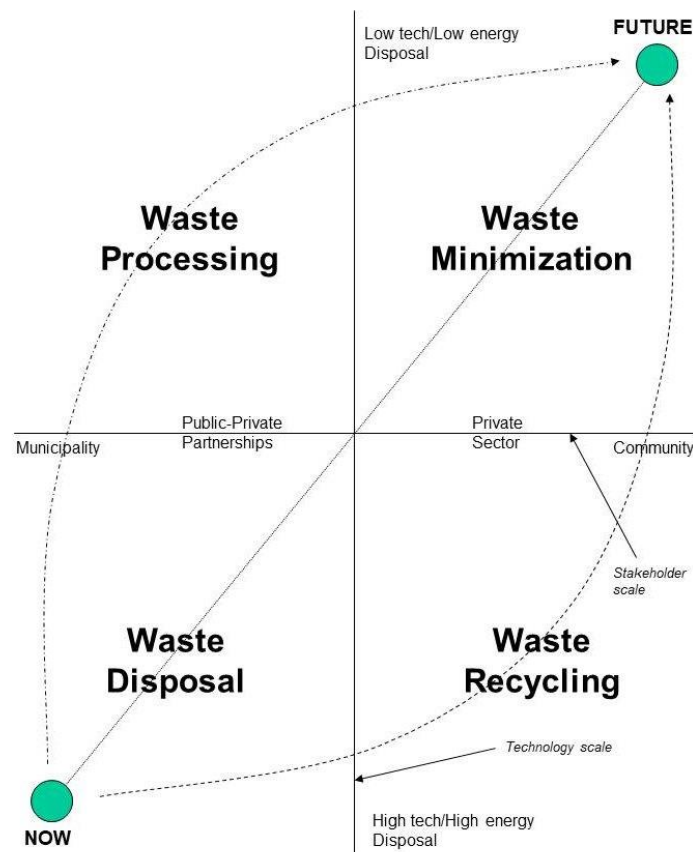 FUTURE
Low tech/Low energy
Disposal
Waste
Processing
Waste
Minimization
Public-Private
Partnerships
Private
Sector
Municipality
Community
Stakeholder
scale
Waste
Disposal
Waste
Recycling
Technology scale
NOW
High tech/High energy
Disposal